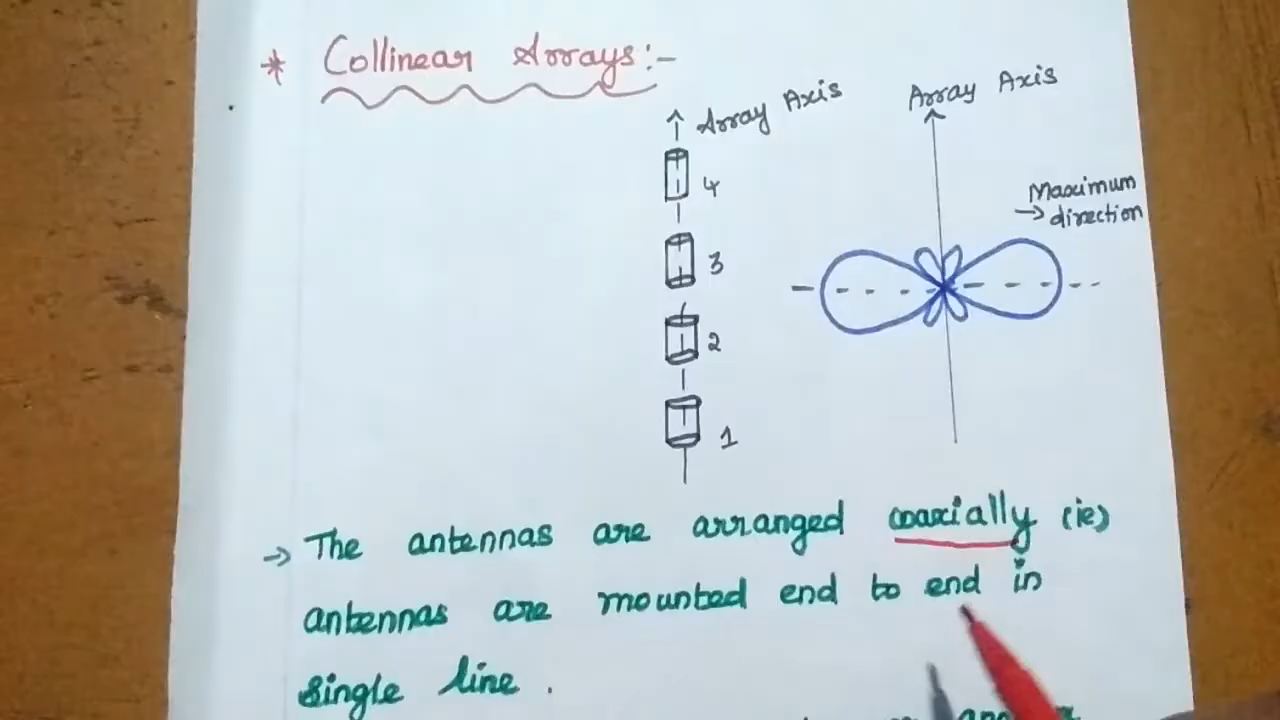 * Collinear Arrays:-
Array Axis
4
3
2
1
Array Axis
Maximum
→ direction
→ The antennas are arranged coaxially (ie)
antennas are mounted end to end in
single line .